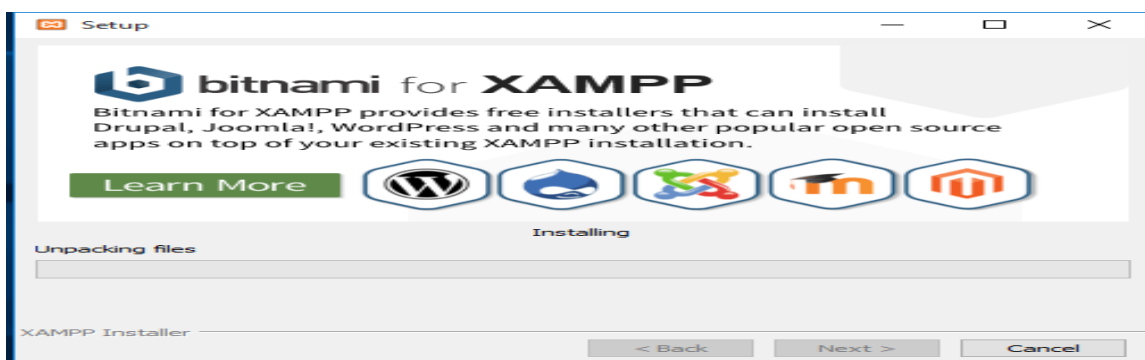 Setup
bitnami for XAMPP
Bitnami for XAMPP provides free installers that can install
Drupal, Joomla!, WordPress and many other popular open source
apps on top of your existing XAMPP installation.
Learn More
Installing
Unpacking files
XAMPP Installer
< Back Next > Cancel